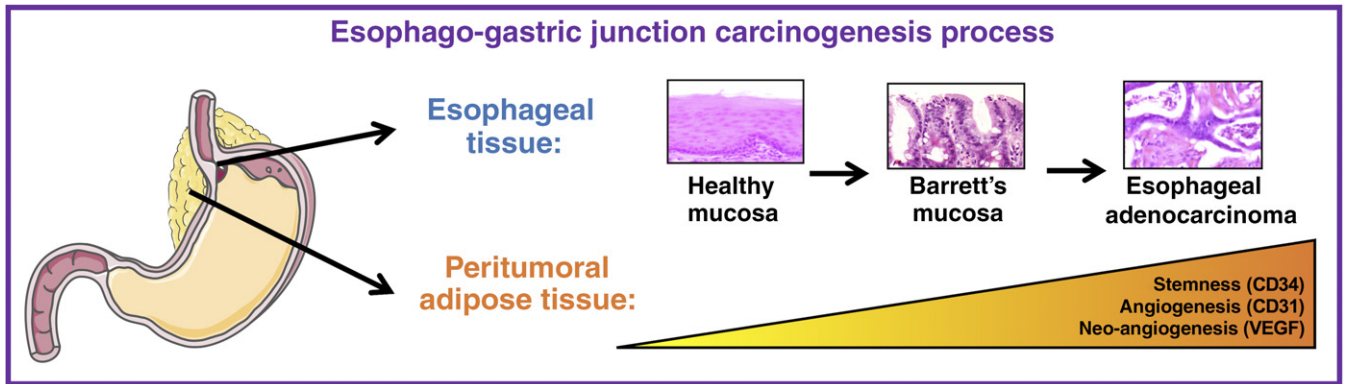 Esophago-gastric junction carcinogenesis process
Esophageal
tissue:
Healthy
mucosa
Barrett's
mucosa
Esophageal
adenocarcinoma
Peritumoral
adipose tissue:
Stemness (CD34)
Angiogenesis (CD31)
Neo-angiogenesis (VEGF)